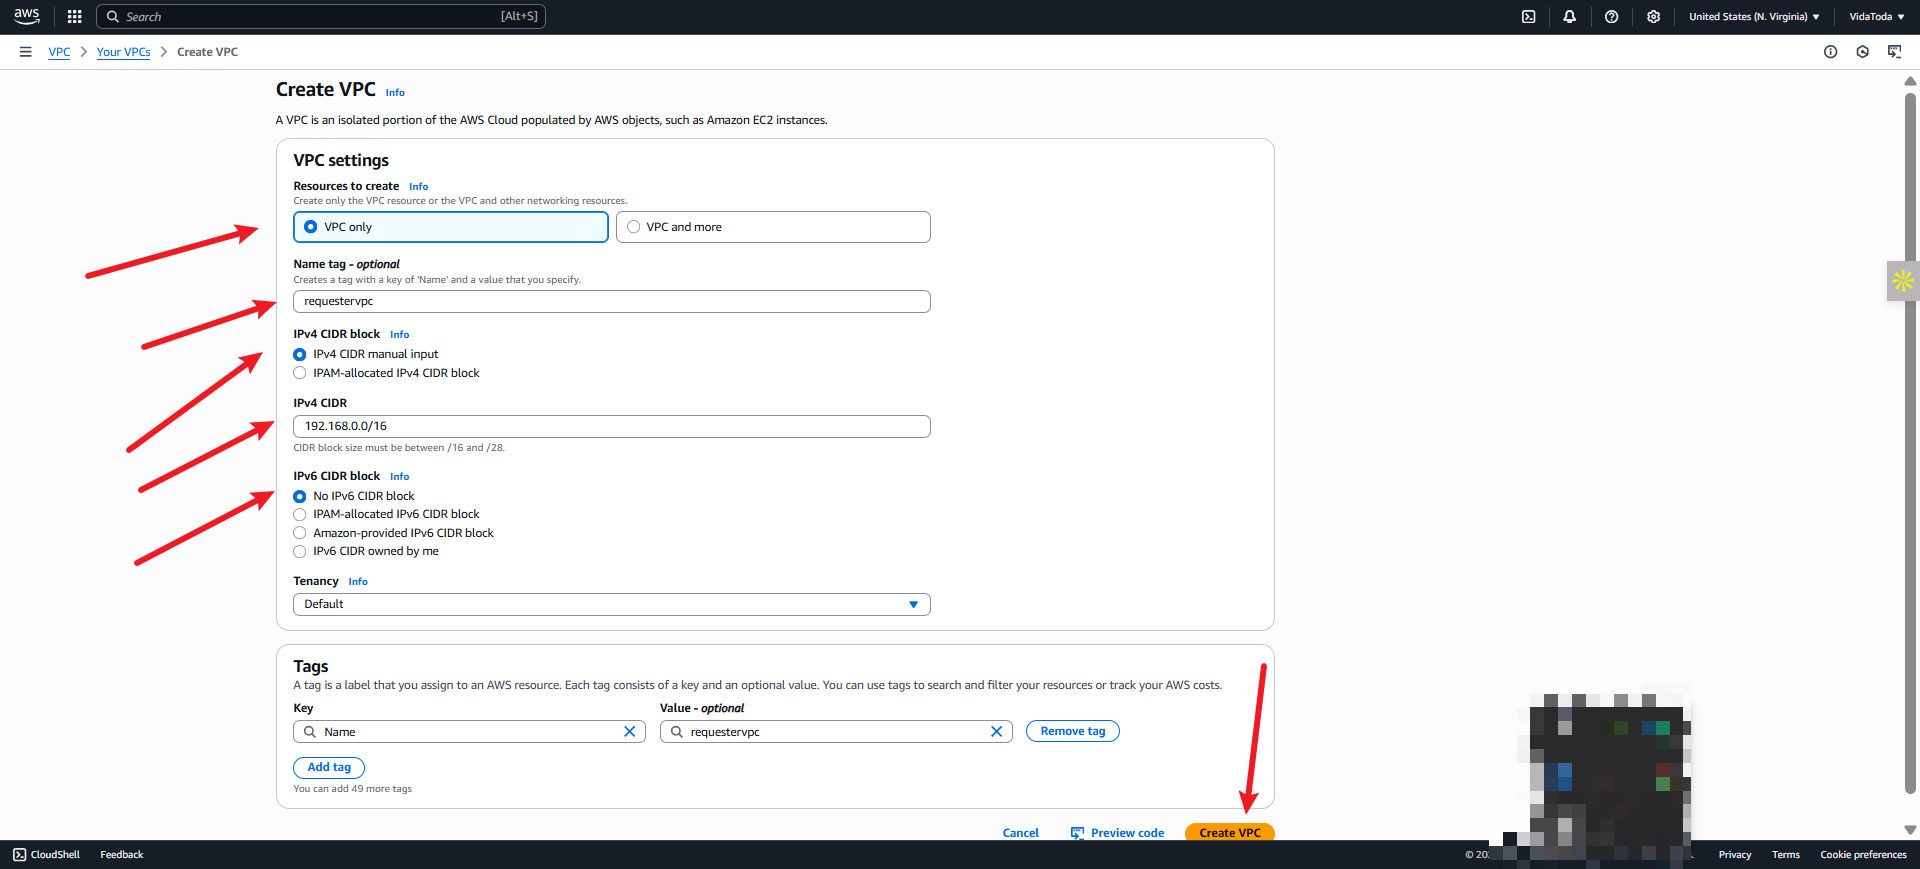 aws Search [Alt+S] United States (N. Virginia) VidaToda
VPC Your VPCs Create VPC
Create VPC Info
A VPC is an isolated portion of the AWS Cloud populated by AWS objects, such as Amazon EC2 instances.
VPC settings
Resources to create Info
Create only the VPC resource or the VPC and other networking resources.
VPC only VPC and more
Name tag - optional
Creates a tag with a key of 'Name' and a value that you specify.
requestervpc
IPv4 CIDR block Info
IPv4 CIDR manual input
IPAM-allocated IPv4 CIDR block
IPv4 CIDR
192.168.0.0/16
CIDR block size must be between /16 and /28.
IPv6 CIDR block Info
No IPv6 CIDR block
IPAM-allocated IPv6 CIDR block
Amazon-provided IPv6 CIDR block
IPv6 CIDR owned by me
Tenancy Info
Default
Tags
A tag is a label that you assign to an AWS resource. Each tag consists of a key and an optional value. You can use tags to search and filter your resources or track your AWS costs.
Key Value - optional
Name requestervpc Remove tag
Add tag
You can add 49 more tags
Cancel Preview code Create VPC
CloudShell Feedback © Privacy Terms Cookie preferences